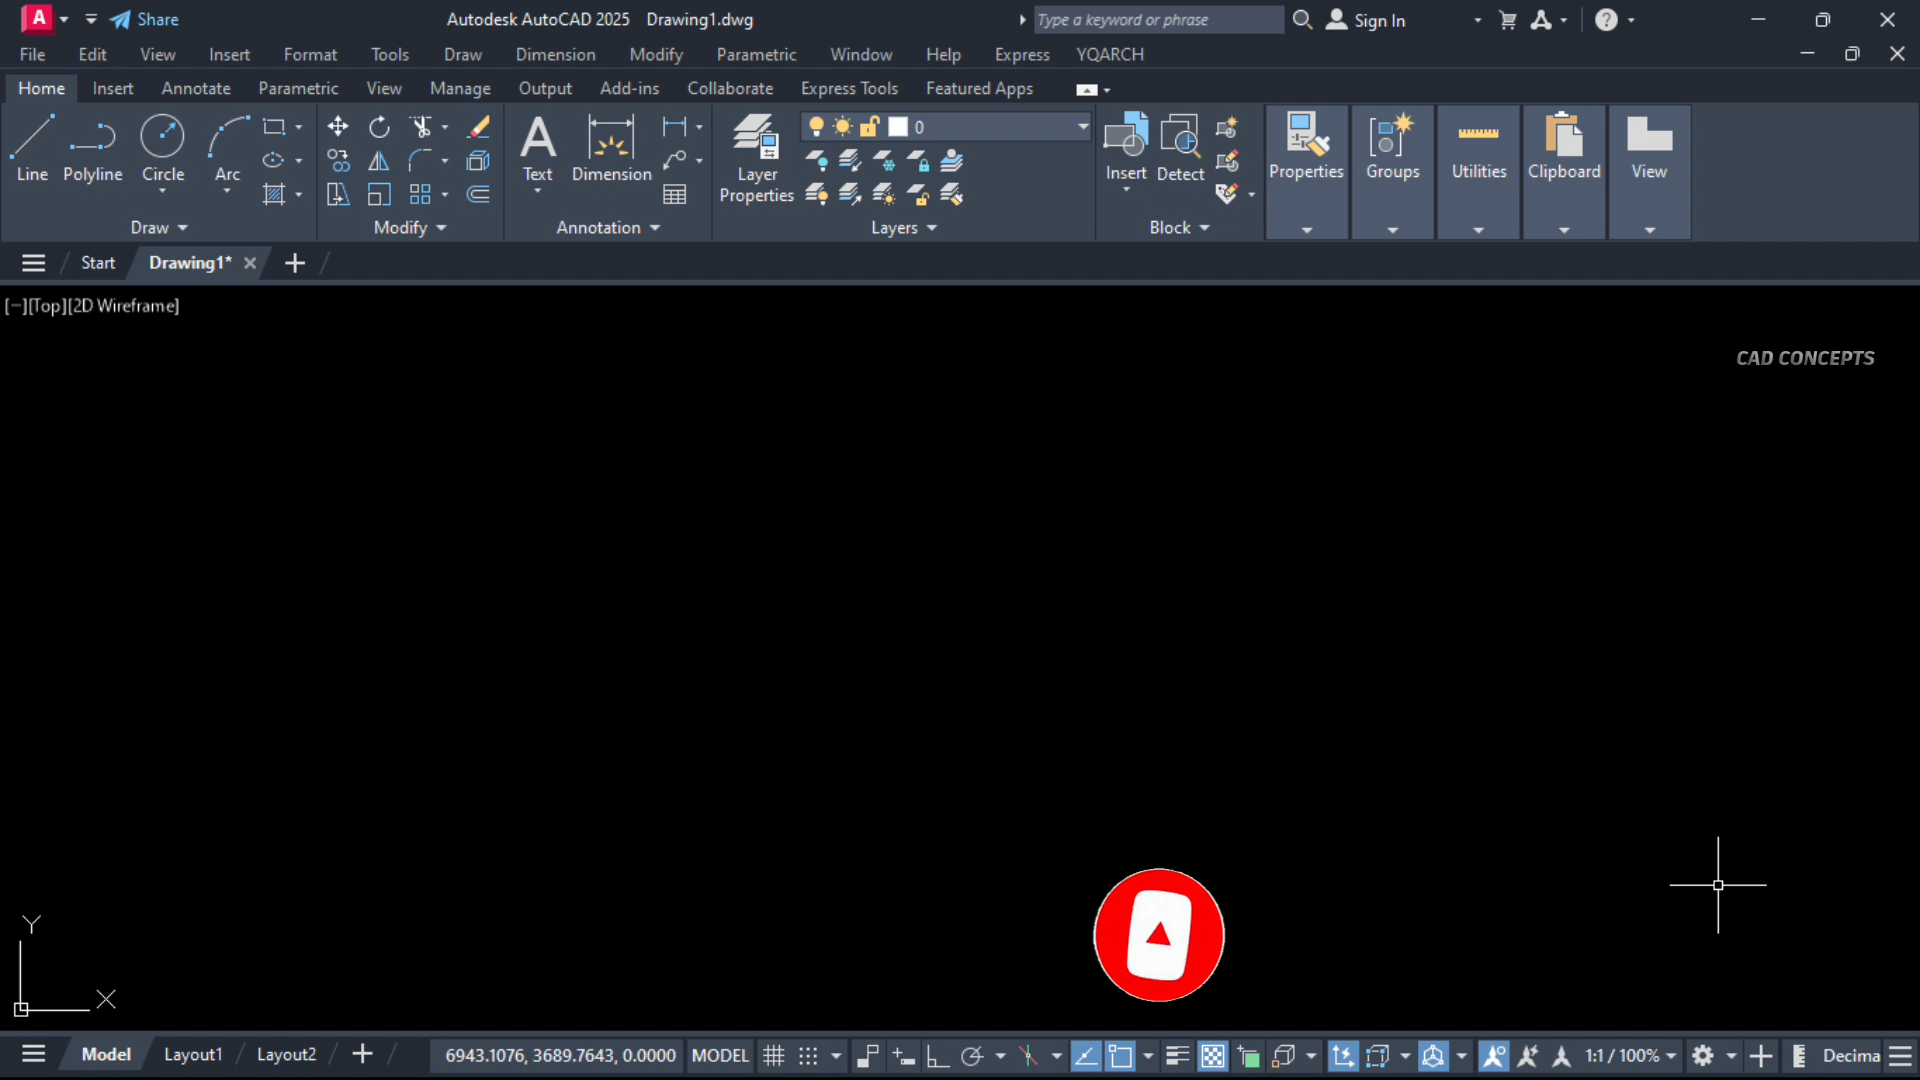 A Share Autodesk AutoCAD 2025 Drawing1.dwg Type a keyword or phrase Sign In ?
File Edit View Insert Format Tools Draw Dimension Modify Parametric Window Help Express YQARCH
Home Insert Annotate Parametric View Manage Output Add-ins Collaborate Express Tools Featured Apps
0
Line Polyline Circle Arc Text Dimension Layer Properties Insert Detect Properties Groups Utilities Clipboard View
Draw Modify Annotation Layers Block
Start Drawing1*
[−][Top][2D Wireframe]
CAD CONCEPTS
Y
X
Model Layout1 Layout2 6943.1076, 3689.7643, 0.0000 MODEL 1:1 / 100% Decima